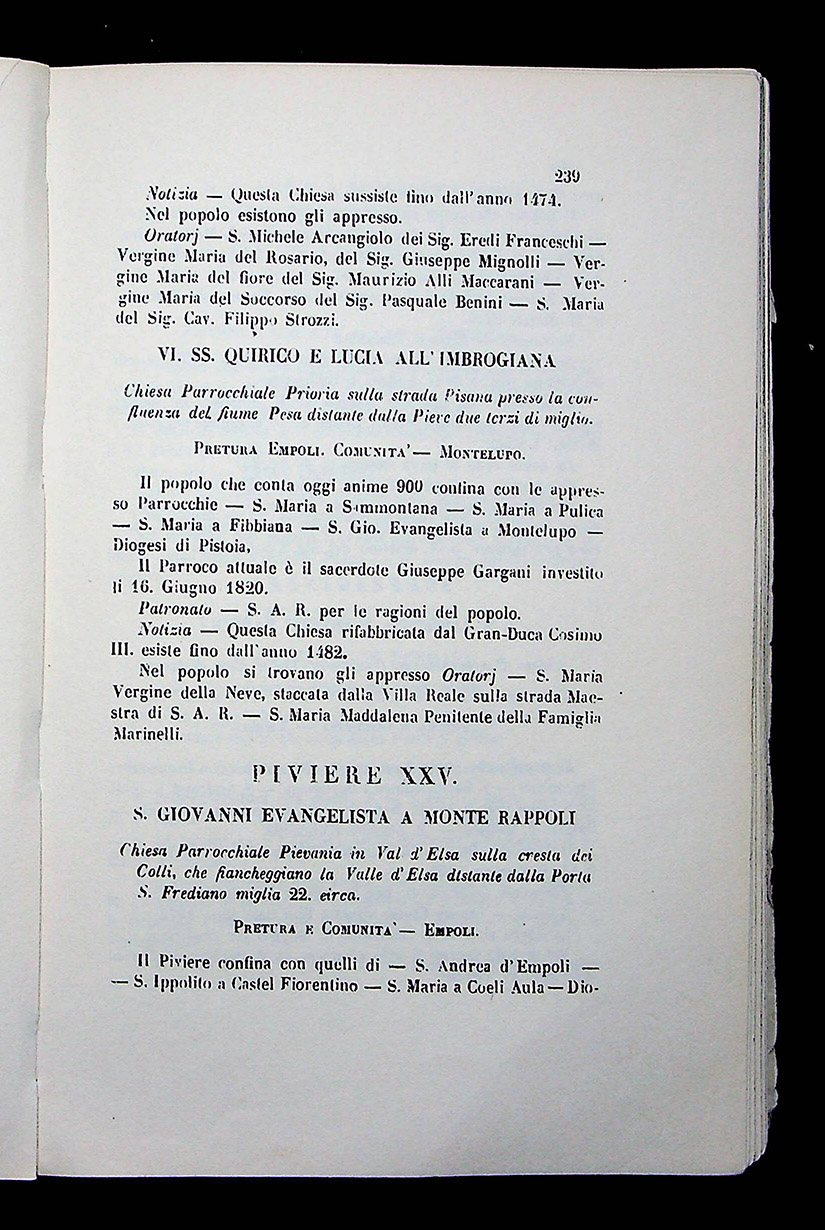 239
Notizia — Questa Chiesa sussiste fino dall'anno 1474.
Nel popolo esistono gli appresso.
Oratorj — S. Michele Arcangiolo dei Sig. Eredi Franceschi —
Vergine Maria del Rosario, del Sig. Giuseppe Mignolli — Ver-
gine Maria del fiore del Sig. Maurizio Alli Maccarani — Ver-
gine Maria del Soccorso del Sig. Pasquale Benini — S. Maria
del Sig. Cav. Filippo Strozzi.
VI. SS. QUIRICO E LUCIA ALL'IMBROGIANA
Chiesa Parrocchiale Prioria sulla strada Pisana presso la con-
fluenza del fiume Pesa distante dalla Pieve due terzi di miglio.
PRETURA EMPOLI. COMUNITA'— MONTELUPO.
Il popolo che conta oggi anime 900 confina con le appres-
so Parrocchie — S. Maria a Sammontana — S. Maria a Pulica
— S. Maria a Fibbiana — S. Gio. Evangelista a Montelupo —
Diogesi di Pistoia,
Il Parroco attuale è il sacerdote Giuseppe Gargani investito
li 16. Giugno 1820.
Patronato — S. A. R. per le ragioni del popolo.
Notizia — Questa Chiesa rifabbricata dal Gran-Duca Cosimo
III. esiste fino dall'anno 1482.
Nel popolo si trovano gli appresso Oratorj — S. Maria
Vergine della Neve, staccata dalla Villa Reale sulla strada Mae-
stra di S. A. R. — S. Maria Maddalena Penitente della Famiglia
Marinelli.
PIVIERE XXV.
S. GIOVANNI EVANGELISTA A MONTE RAPPOLI
Chiesa Parrocchiale Pievania in Val d'Elsa sulla cresta dei
Colli, che fiancheggiano la Valle d'Elsa distante dalla Porta
S. Frediano miglia 22. circa.
PRETURA E COMUNITA'— EMPOLI.
Il Piviere confina con quelli di — S. Andrea d'Empoli —
— S. Ippolito a Castel Fiorentino — S. Maria a Coeli Aula — Dio-